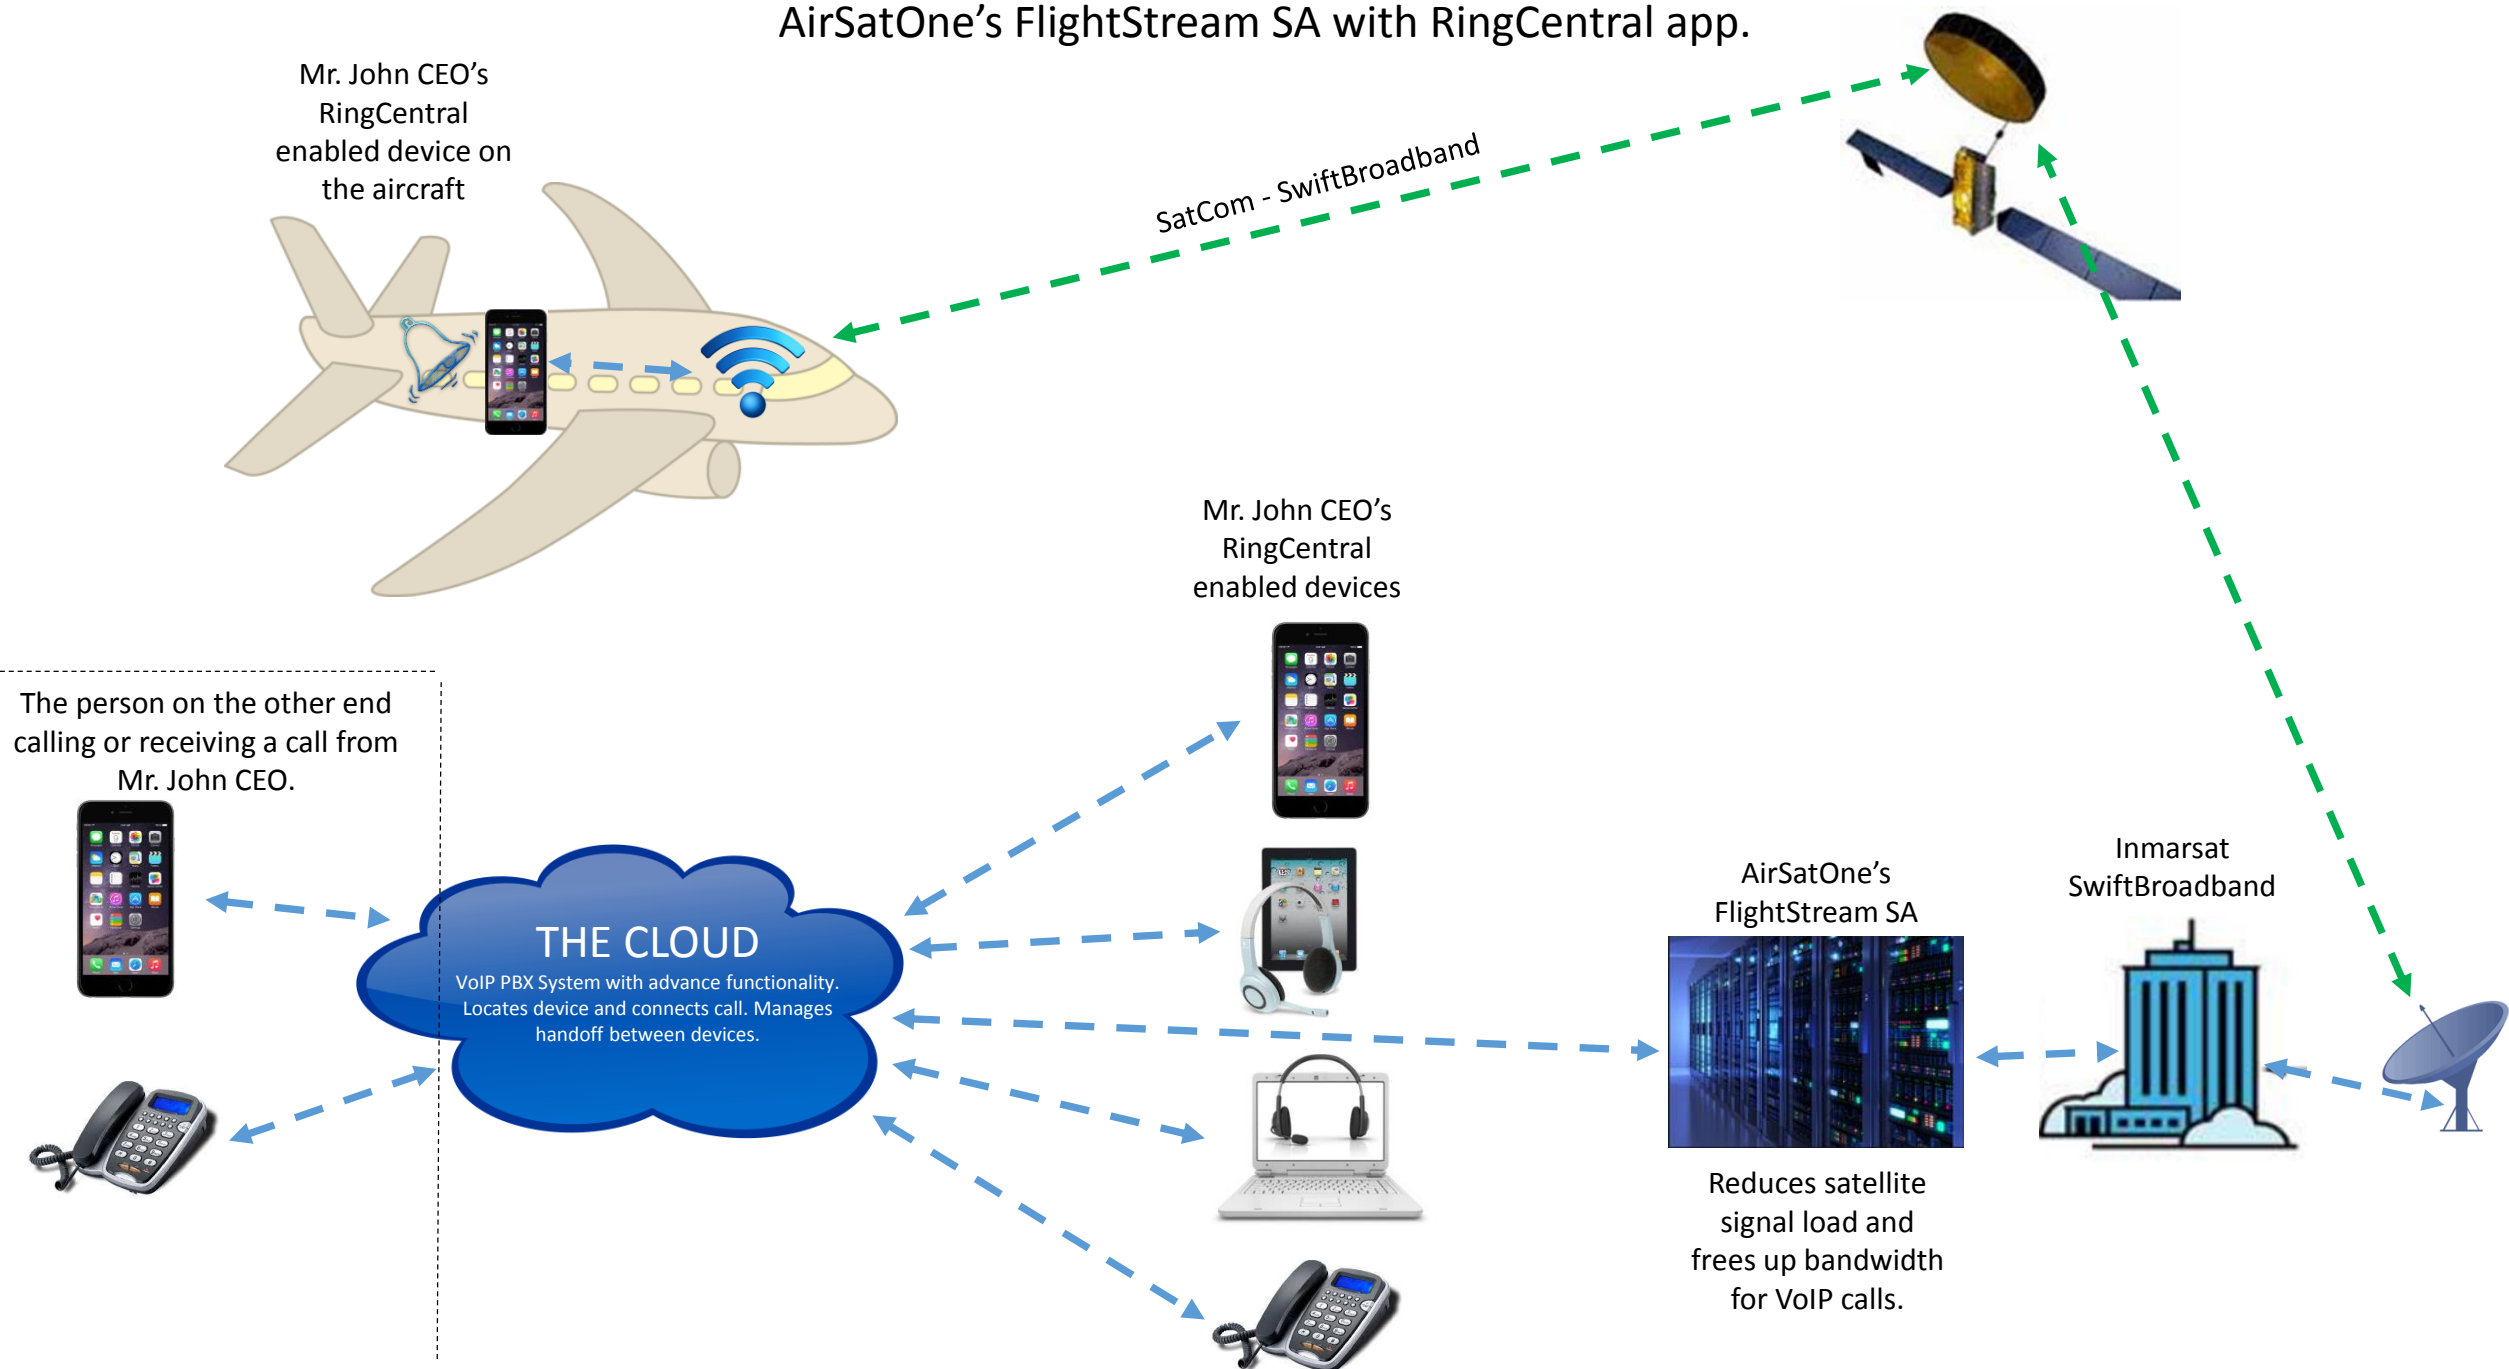 AirSatOne’s FlightStream SA with RingCentral app.
Mr. John CEO’s
RingCentral
enabled device on
the aircraft
SatCom - SwiftBroadband
Mr. John CEO’s
RingCentral
enabled devices
The person on the other end
calling or receiving a call from
Mr. John CEO.
THE CLOUD
VoIP PBX System with advance functionality.
Locates device and connects call. Manages
handoff between devices.
AirSatOne’s
FlightStream SA
Inmarsat
SwiftBroadband
Reduces satellite
signal load and
frees up bandwidth
for VoIP calls.